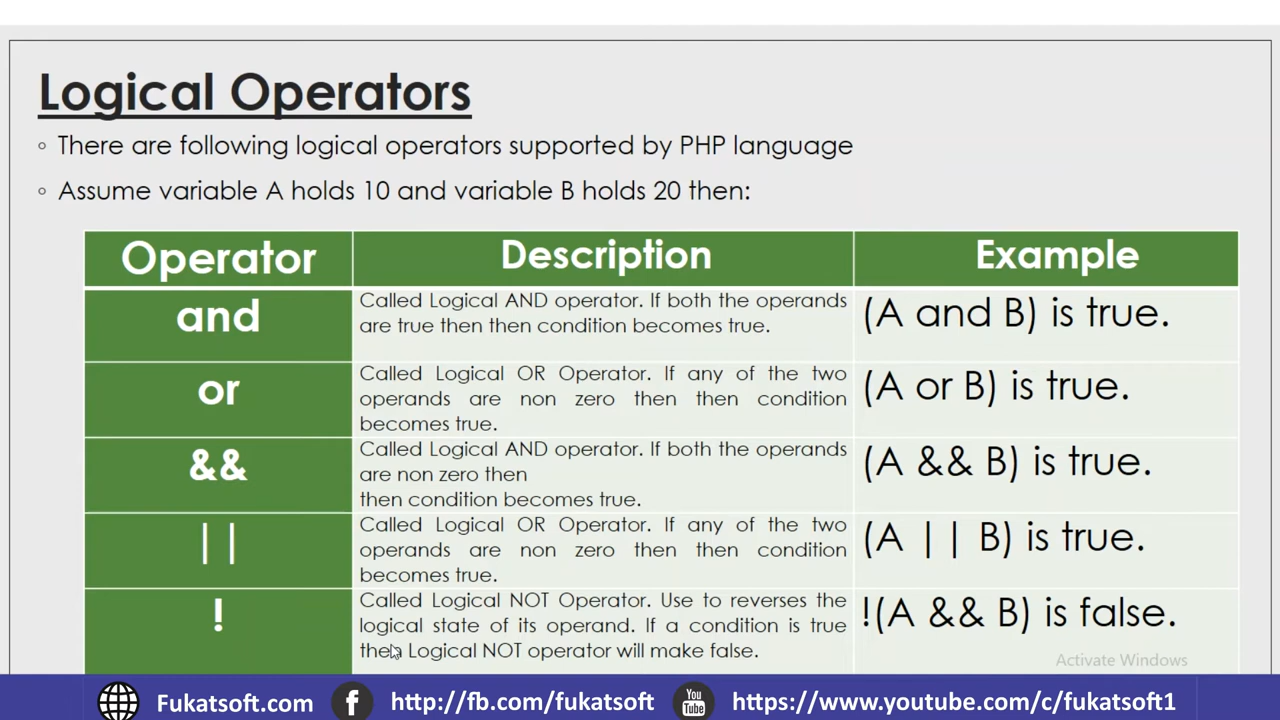 Logical Operators
◦ There are following logical operators supported by PHP language
◦ Assume variable A holds 10 and variable B holds 20 then:
Operator Description Example
and
Called Logical AND operator. If both the operands
are true then then condition becomes true.
(A and B) is true.
or
Called Logical OR Operator. If any of the two
operands are non zero then then condition
becomes true.
(A or B) is true.
&&
Called Logical AND operator. If both the operands
are non zero then
then condition becomes true.
(A && B) is true.
||
Called Logical OR Operator. If any of the two
operands are non zero then then condition
becomes true.
(A || B) is true.
!
Called Logical NOT Operator. Use to reverses the
logical state of its operand. If a condition is true
then Logical NOT operator will make false.
!(A && B) is false.
Activate Windows
Fukatsoft.com f http://fb.com/fukatsoft You Tube https://www.youtube.com/c/fukatsoft1